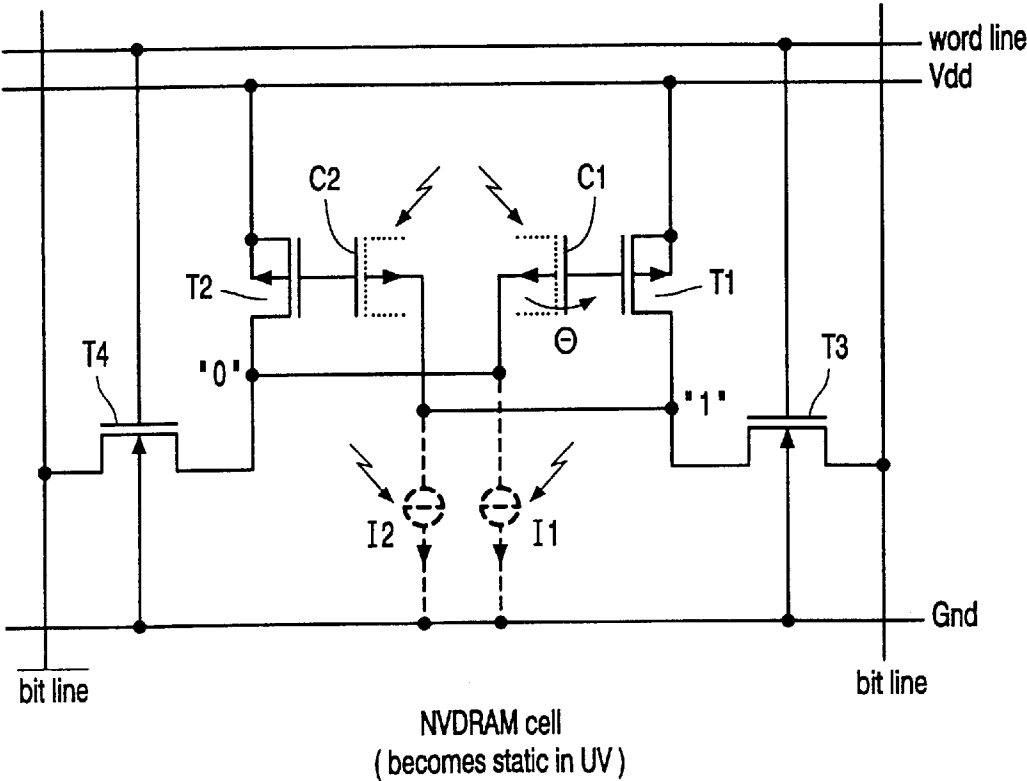 word line
Vdd
C2
C1
T2
T1
Θ
T4
"0"
T3
"1"
I2
I1
Gnd
bit line
bit line
NVDRAM cell
( becomes static in UV )